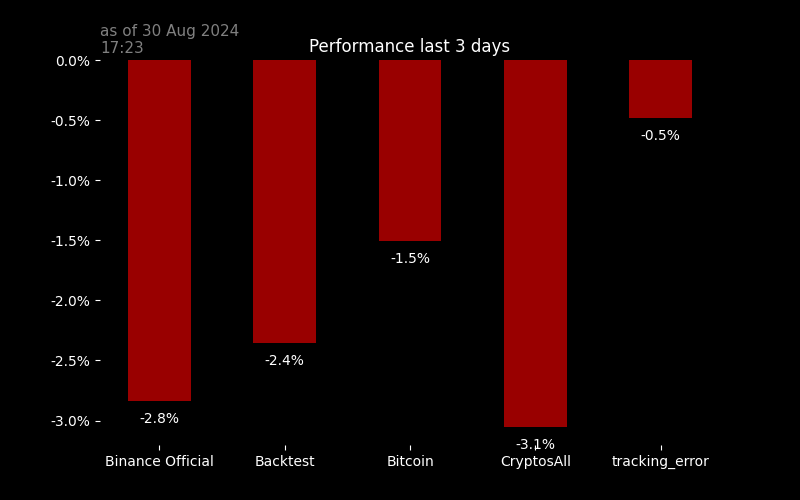 as of 30 Aug 2024
17:23
Performance last 3 days
0.0%
-0.5%
-1.0%
-1.5%
-2.0%
-2.5%
-3.0%
-2.8%
-2.4%
-1.5%
-3.1%
-0.5%
Binance Official
Backtest
Bitcoin
CryptosAll
tracking_error